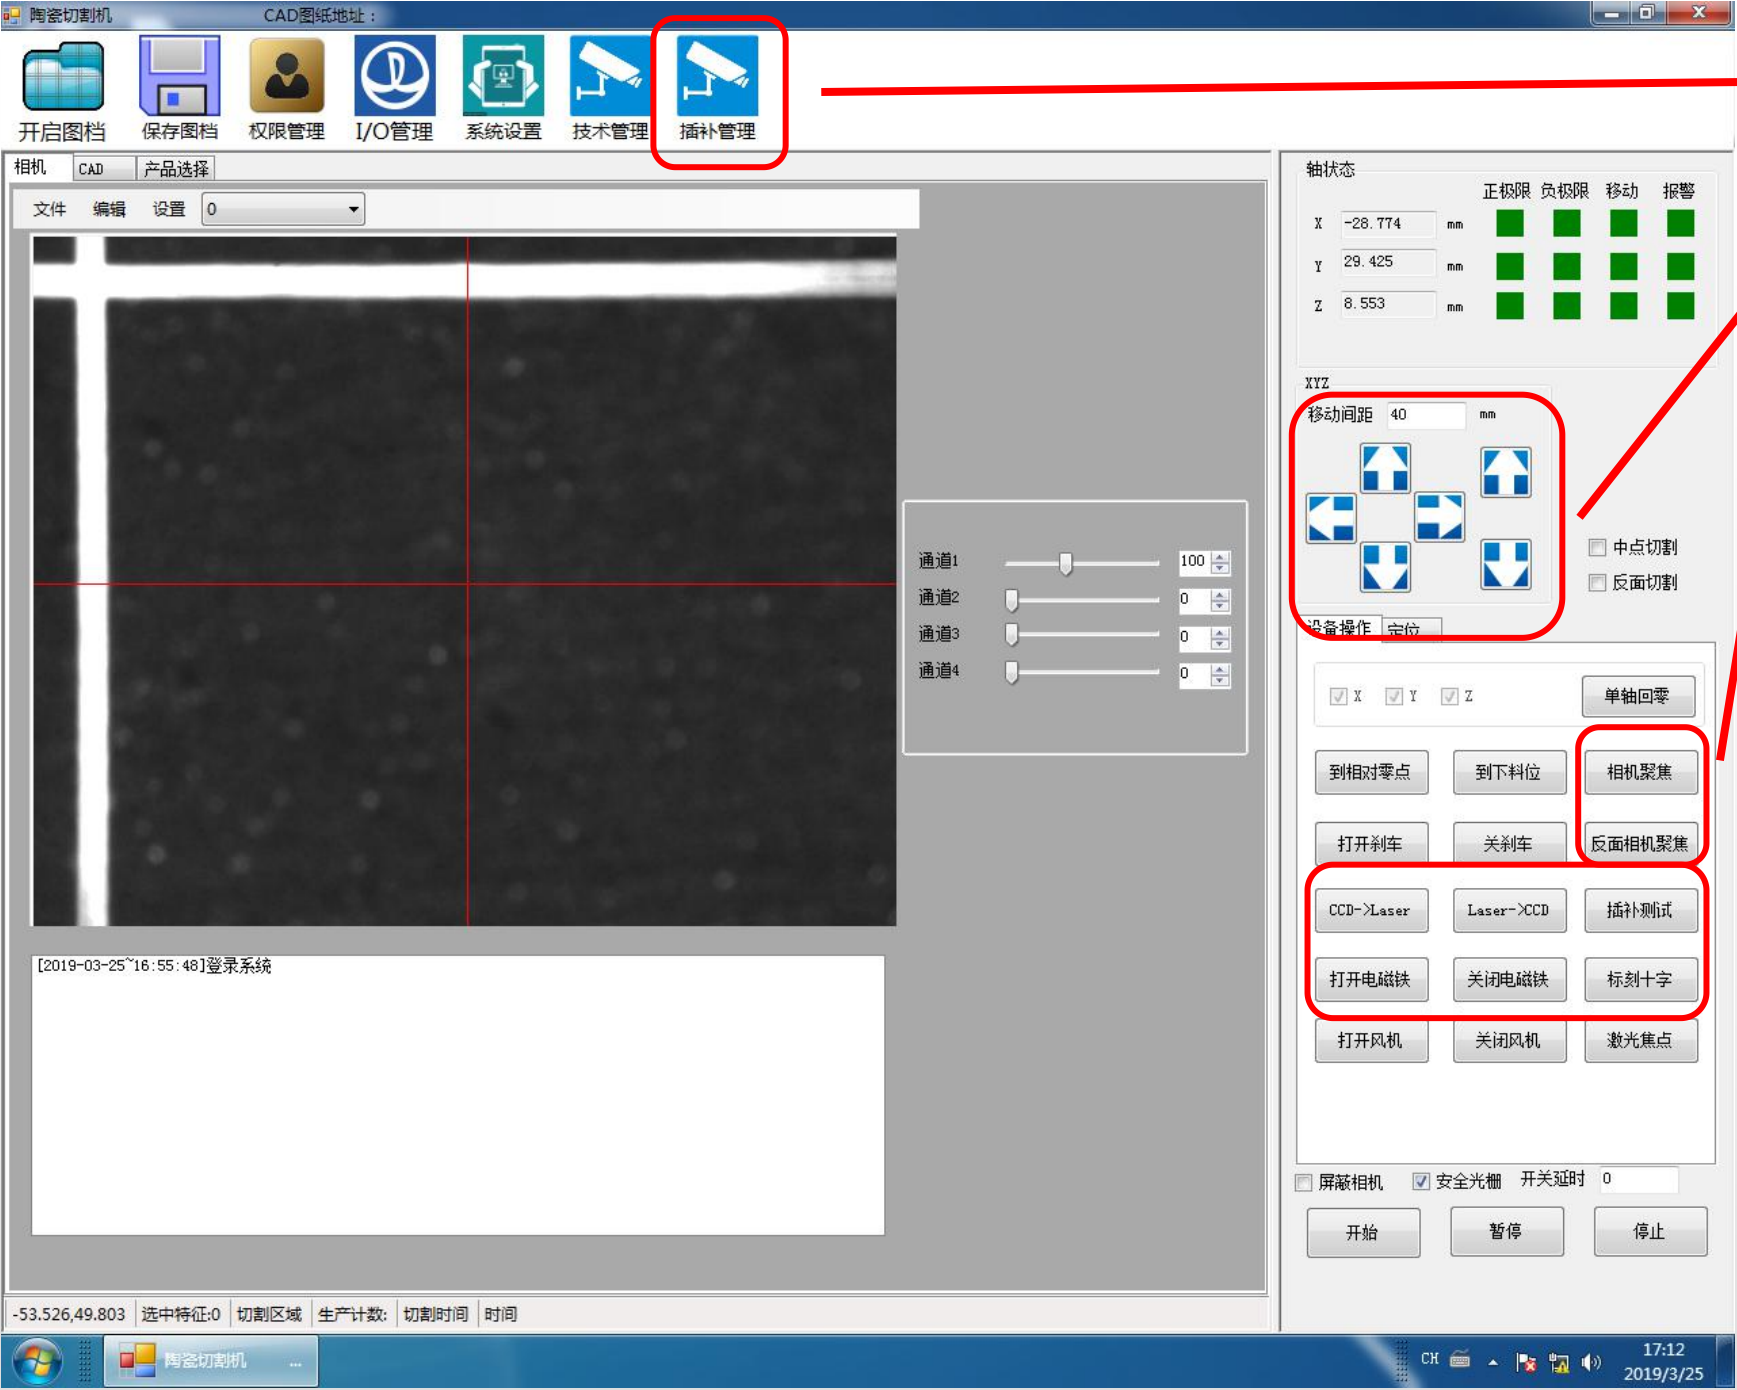 陶瓷切割机 CAD图纸地址：
开启图档 保存图档 权限管理 I/O管理 系统设置 技术管理 插补管理
相机 CAD 产品选择
文件 编辑 设置 0
通道1 100
通道2 0
通道3 0
通道4 0
[2019-03-25~16:55:48]登录系统
轴状态
正极限 负极限 移动 报警
X -28.774 mm
Y 29.425 mm
Z 8.553 mm
XYZ
移动间距 40 mm
中点切割
反面切割
设备操作 定位
X Y Z 单轴回零
到相对零点 到下料位 相机聚焦
打开刹车 关刹车 反面相机聚焦
CCD->Laser Laser->CCD 插补测试
打开电磁铁 关闭电磁铁 标刻十字
打开风机 关闭风机 激光焦点
屏蔽相机 安全光栅 开关延时 0
开始 暂停 停止
-53.526,49.803 选中特征:0 切割区域 生产计数: 切割时间 时间
陶瓷切割机 ...
CH 17:12
2019/3/25